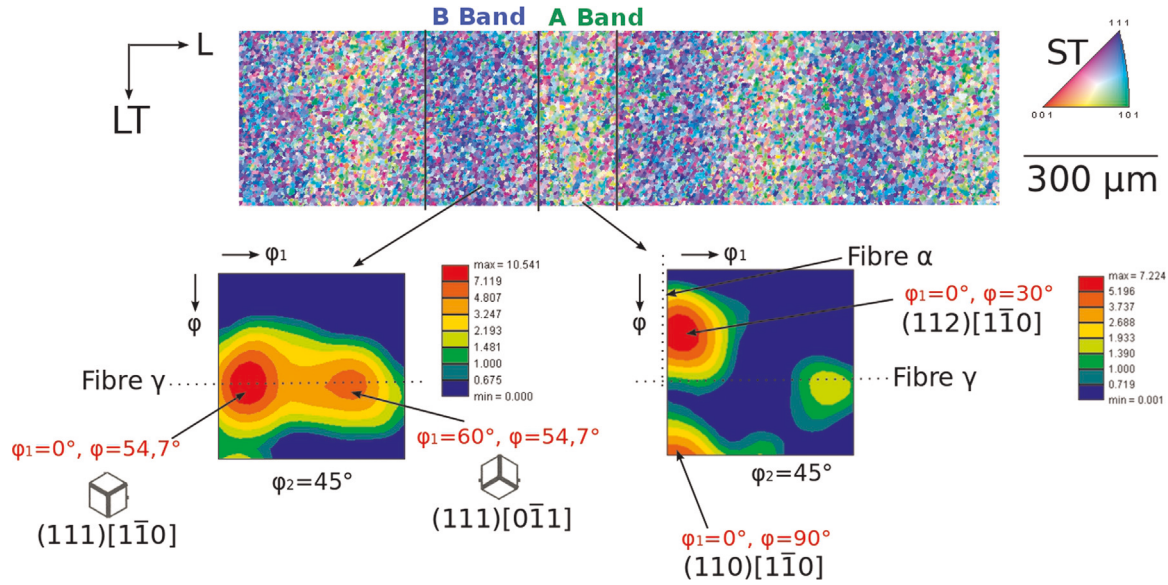 B Band A Band
L
LT
ST
111
001 101
300 μm
φ1
φ
max = 10.541
7.119
4.807
3.247
2.193
1.481
1.000
0.675
min = 0.000
Fibre γ
φ1=0°, φ=54,7°
(111)[11̅0]
φ1=60°, φ=54,7°
(111)[01̅1]
φ2=45°
φ1
φ
Fibre α
φ1=0°, φ=30°
(112)[11̅0]
Fibre γ
max = 7.224
5.196
3.737
2.688
1.933
1.390
1.000
0.719
min = 0.001
φ2=45°
φ1=0°, φ=90°
(110)[11̅0]